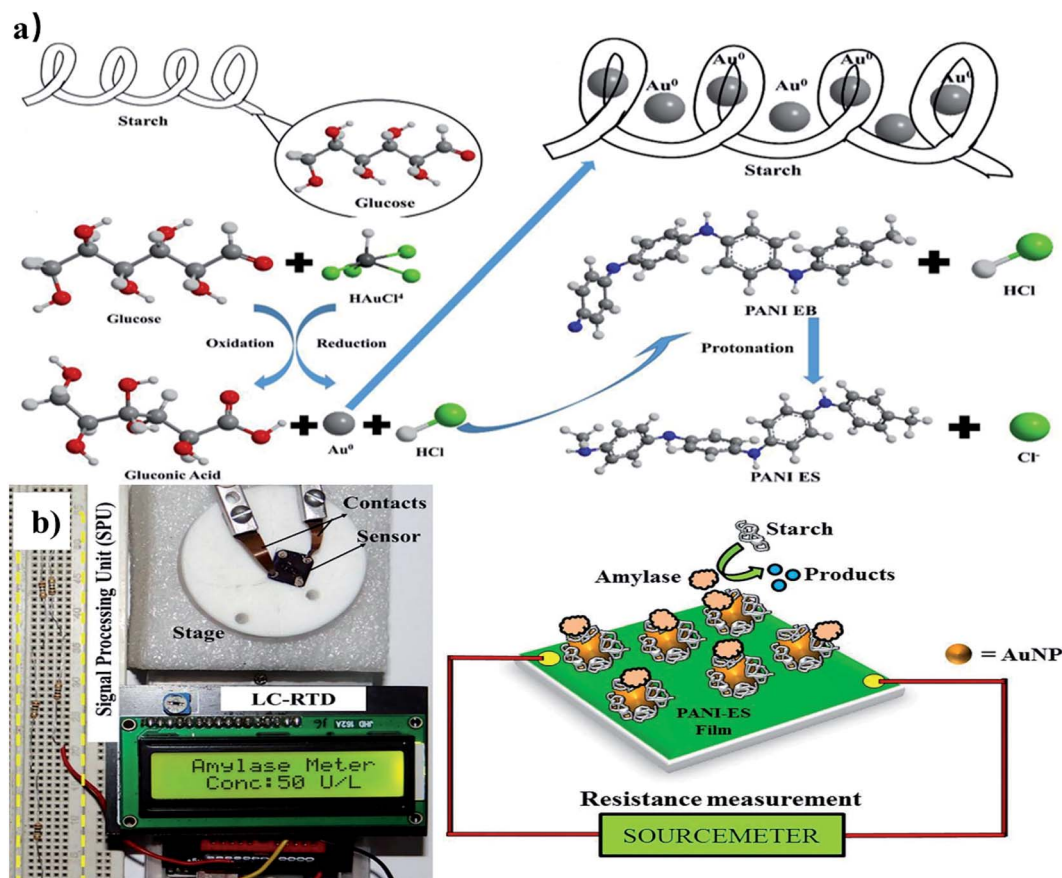 a)
Starch
Glucose
Au⁰
Au⁰
Au⁰
Au⁰
Au⁰
Starch
Glucose
HAuCl⁴
Oxidation
Reduction
Gluconic Acid
Au⁰
HCl
PANI EB
HCl
Protonation
PANI ES
Cl⁻
b)
Signal Processing Unit (SPU)
Contacts
Sensor
Stage
LC-RTD
JHD 162A
Amylase Meter
Conc:50 U/L
Starch
Amylase
Products
= AuNP
PANI-ES
Film
Resistance measurement
SOURCEMETER